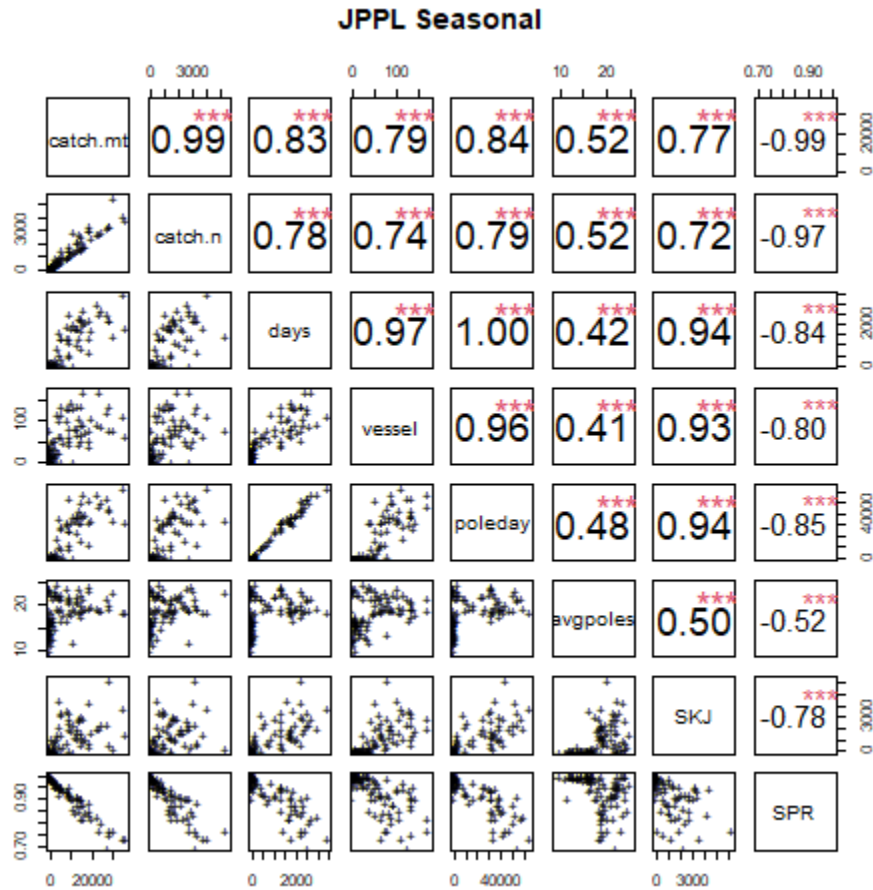 JPPL Seasonal
0 3000 0 100 10 20 0.70 0.90
catch.mt 0.99 *** 0.83 *** 0.79 *** 0.84 *** 0.52 *** 0.77 *** -0.99 *** 0 20000
0 3000 catch.n 0.78 *** 0.74 *** 0.79 *** 0.52 *** 0.72 *** -0.97 ***
days 0.97 *** 1.00 *** 0.42 *** 0.94 *** -0.84 *** 0 2000
0 100 vessel 0.96 *** 0.41 *** 0.93 *** -0.80 ***
poleday 0.48 *** 0.94 *** -0.85 *** 0 40000
10 20 avgpoles 0.50 *** -0.52 ***
SKJ -0.78 *** 0 3000
0.70 0.90 SPR
0 20000 0 2000 0 40000 0 3000